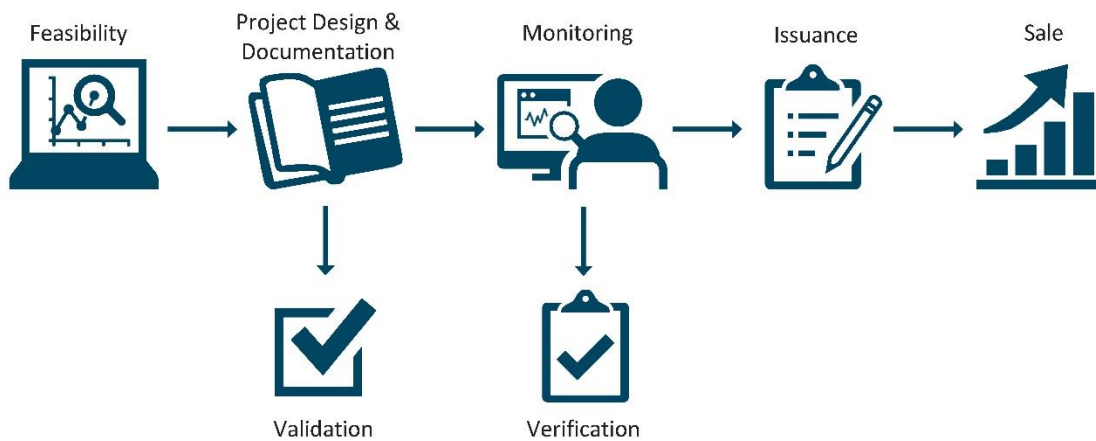 Feasibility
Project Design &
Documentation
Monitoring
Issuance
Sale
Validation
Verification